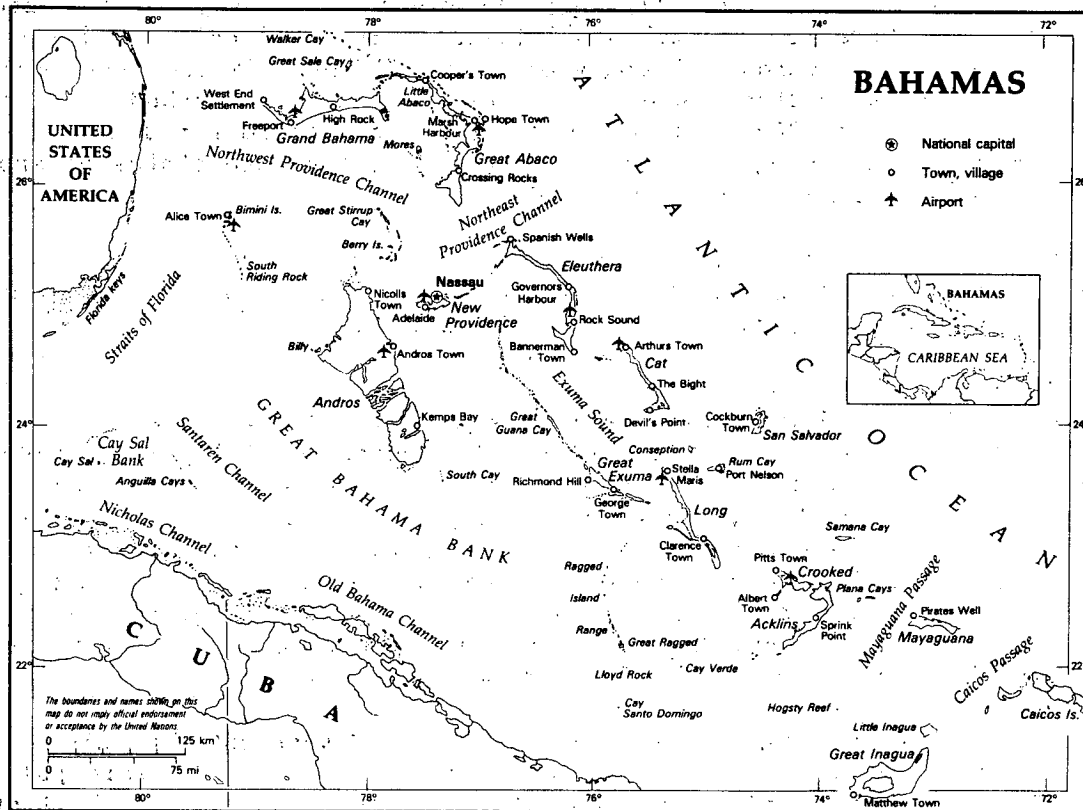 80°
78°
76°
74°
72°
BAHAMAS
National capital
Town, village
Airport
Walker Cay
Great Sale Cay
Cooper's Town
Little
Abaco
West End
Settlement
Freeport
High Rock
Grand Bahama
Marsh
Harbour
Hope Town
Mores
Great Abaco
Crossing Rocks
UNITED
STATES
OF
AMERICA
Northwest Providence Channel
26°
26°
Alice Town
Bimini Is.
Great Stirrup
Cay
Northeast
Providence Channel
Berry Is.
Spanish Wells
Eleuthera
South
Riding Rock
Florida Keys
Straits of Florida
Nassau
New
Providence
Nicolls
Town
Adelaide
Governors
Harbour
Rock Sound
Bannerman
Town
Billy
Andros Town
Arthurs Town
Cat
The Bight
Devil's Point
Andros
Kemps Bay
Exuma Sound
Great
Guana Cay
Cockburn
Town
San Salvador
ATLANTIC OCEAN
BAHAMAS
CARIBBEAN SEA
24°
24°
GREAT BAHAMA BANK
Cay Sal
Bank
Cay Sal
Santaren Channel
Anguilla Cays
South Cay
Conseption
Rum Cay
Port Nelson
Great
Exuma
Stella
Maris
Richmond Hill
George
Town
Long
Nicholas Channel
Clarence
Town
Samana Cay
Pitts Town
Crooked
Plana Cays
Albert
Town
Acklins
Sprink
Point
Mayaguana Passage
Pirates Well
Mayaguana
Old Bahama Channel
Ragged
Island
Range
Great Ragged
CUBA
22°
22°
Lloyd Rock
Cay Verde
Caicos Passage
Caicos Is.
Cay
Santo Domingo
Hogsty Reef
Little Inagua
Great Inagua
Matthew Town
The boundaries and names shown on this
map do not imply official endorsement
or acceptance by the United Nations.
0 125 km
0 75 mi
80°
78°
76°
74°
72°